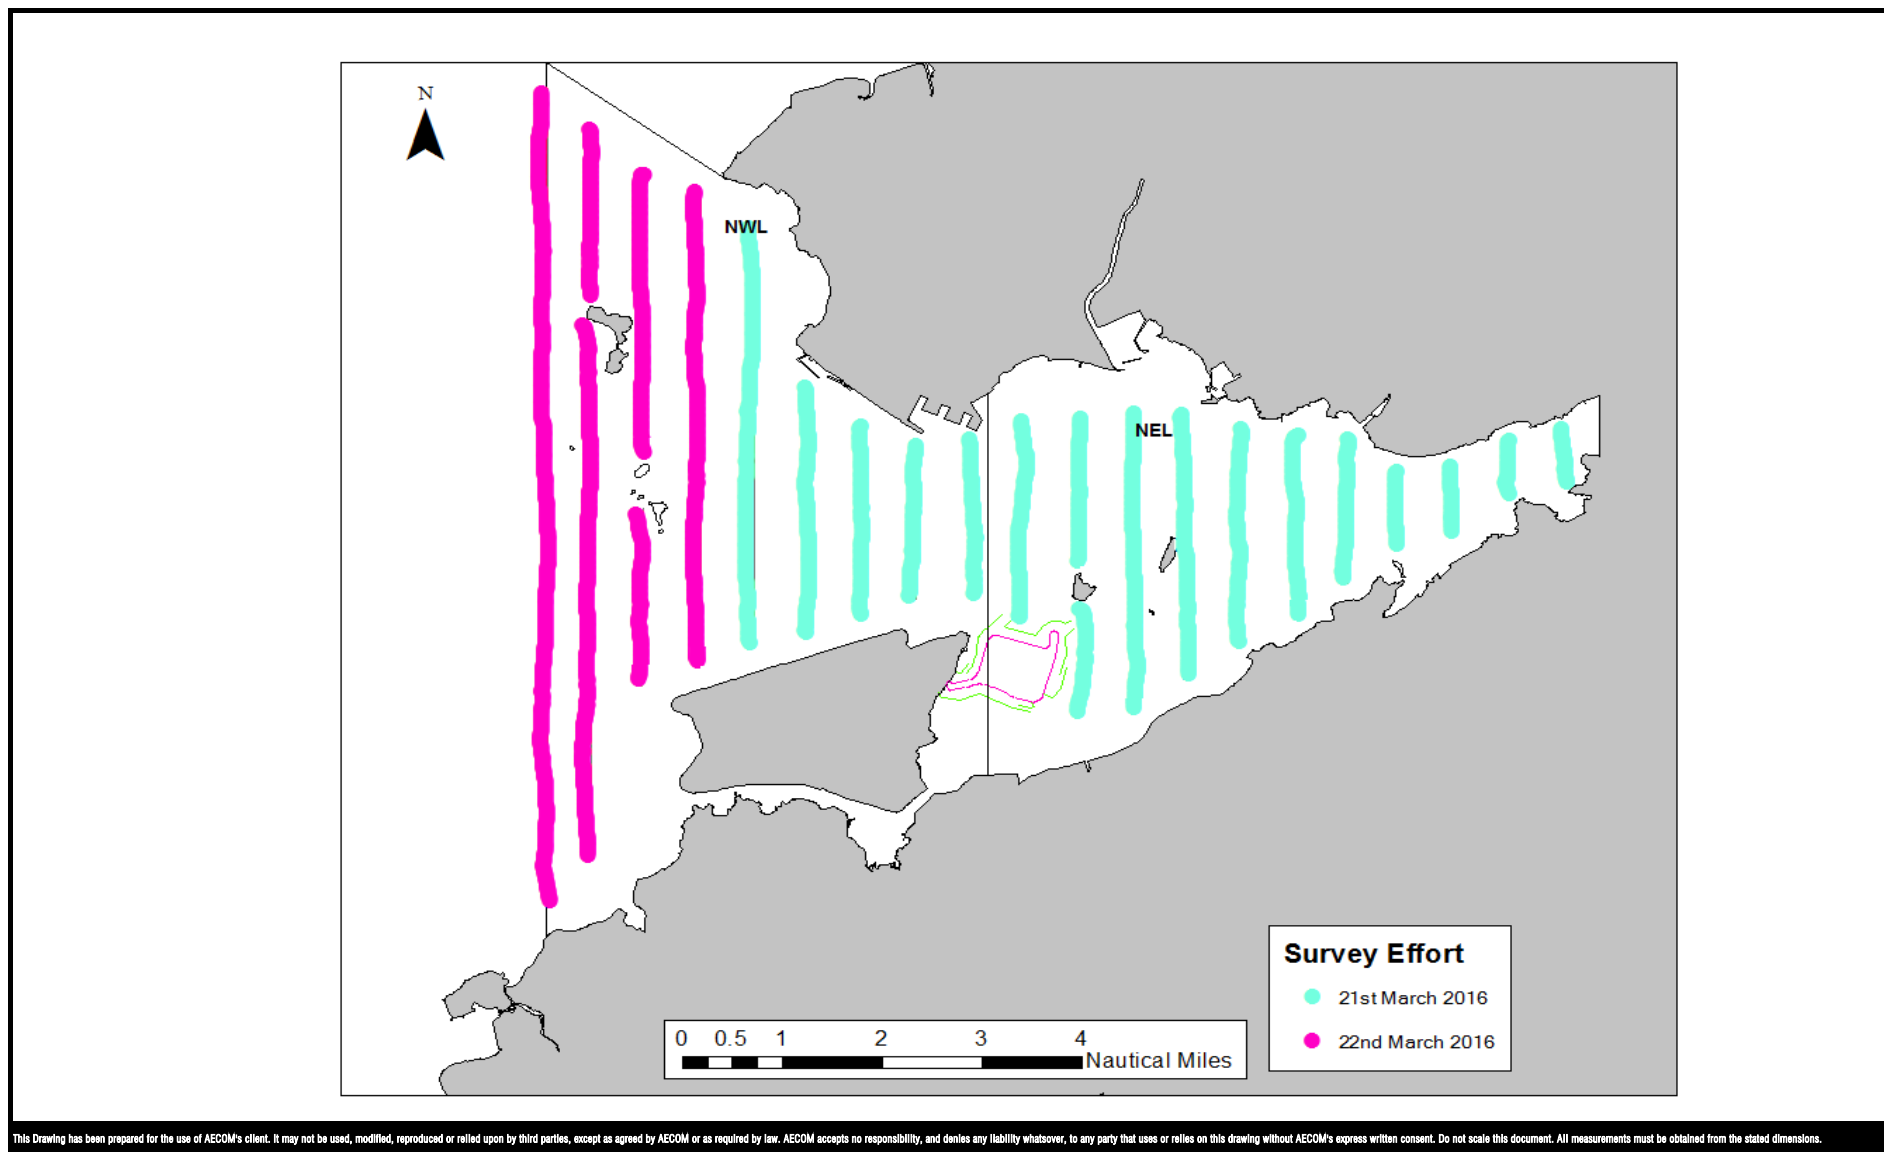 N
NWL
NEL
Survey Effort
21st March 2016
22nd March 2016
0 0.5 1 2 3 4
Nautical Miles
This Drawing has been prepared for the use of AECOM's client. It may not be used, modified, reproduced or relied upon by third parties, except as agreed by AECOM or as required by law. AECOM accepts no responsibility, and denies any liability whatsoever, to any party that uses or relies on this drawing without AECOM's express written consent. Do not scale this document. All measurements must be obtained from the stated dimensions.